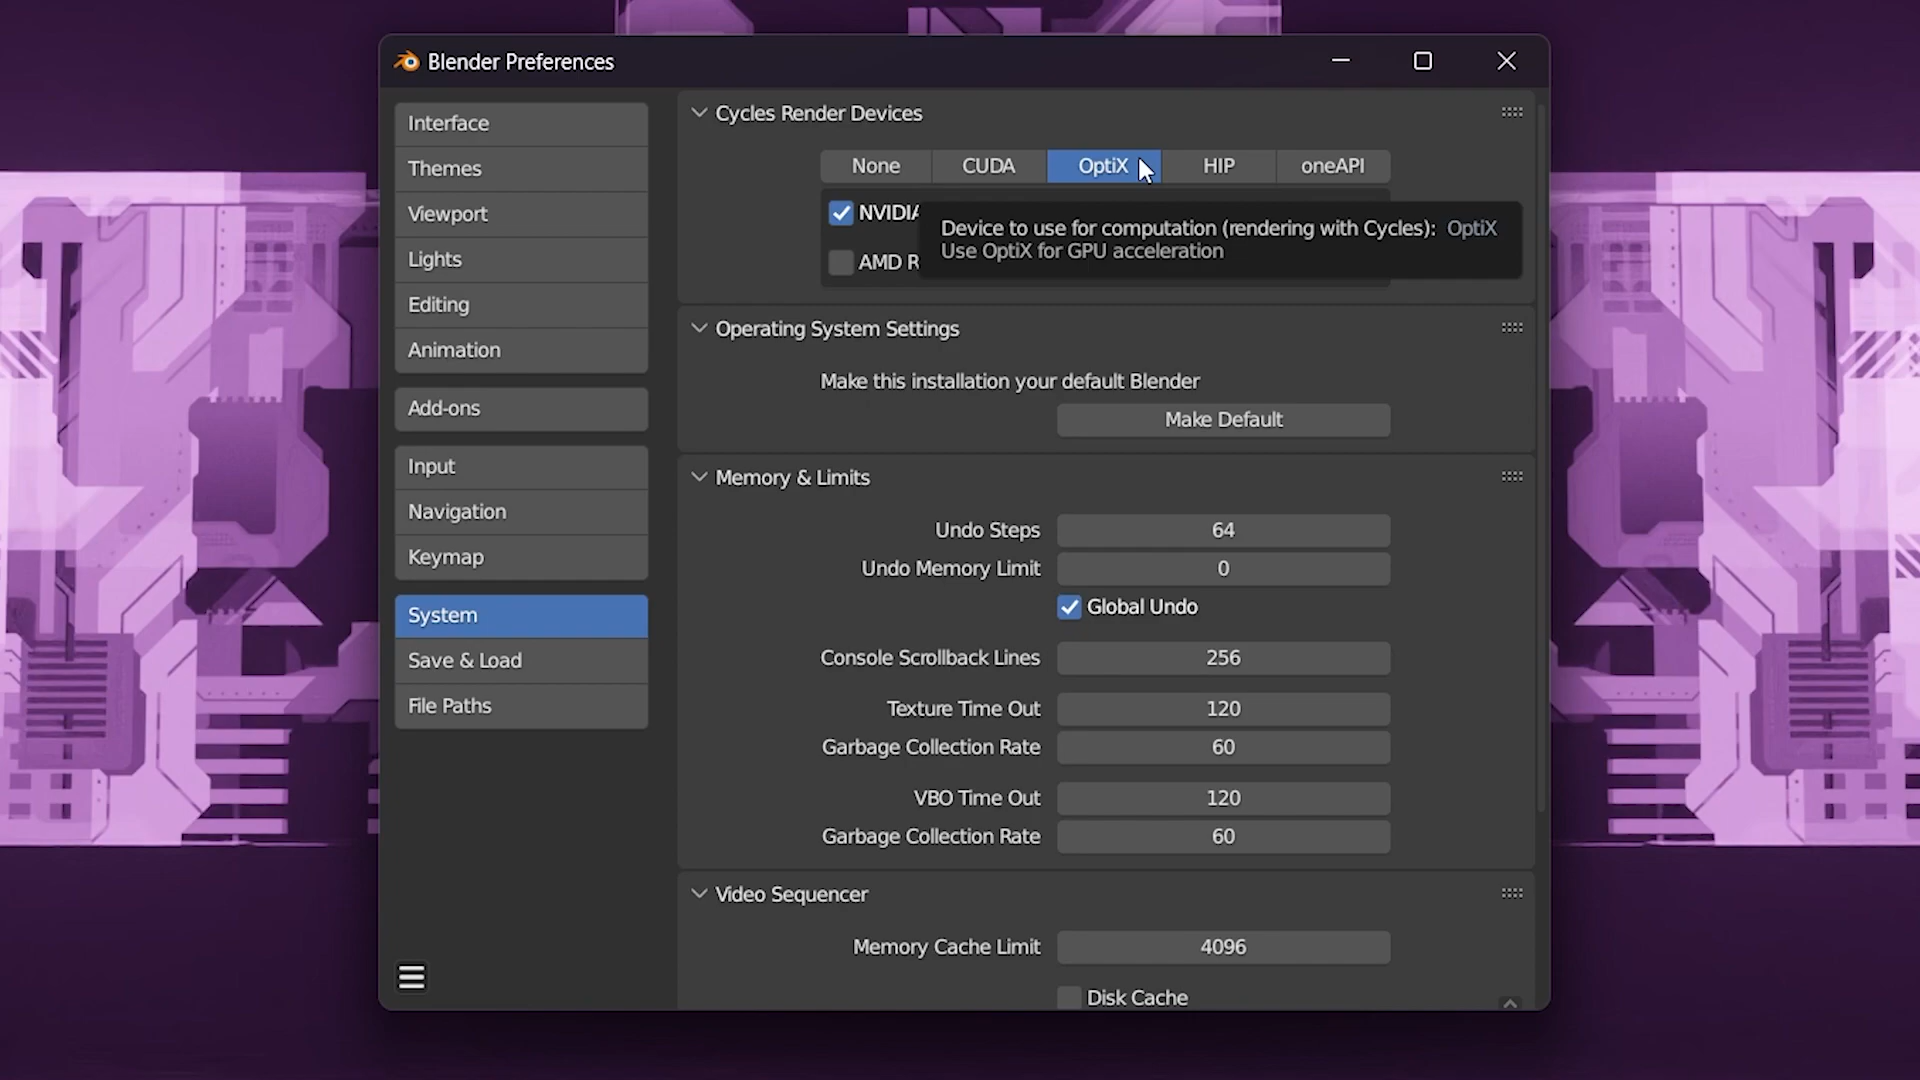 Blender Preferences
Interface
Themes
Viewport
Lights
Editing
Animation
Add-ons
Input
Navigation
Keymap
System
Save & Load
File Paths
Cycles Render Devices
None CUDA OptiX HIP oneAPI
NVIDIA
AMD R
Device to use for computation (rendering with Cycles): OptiX
Use OptiX for GPU acceleration
Operating System Settings
Make this installation your default Blender
Make Default
Memory & Limits
Undo Steps 64
Undo Memory Limit 0
Global Undo
Console Scrollback Lines 256
Texture Time Out 120
Garbage Collection Rate 60
VBO Time Out 120
Garbage Collection Rate 60
Video Sequencer
Memory Cache Limit 4096
Disk Cache